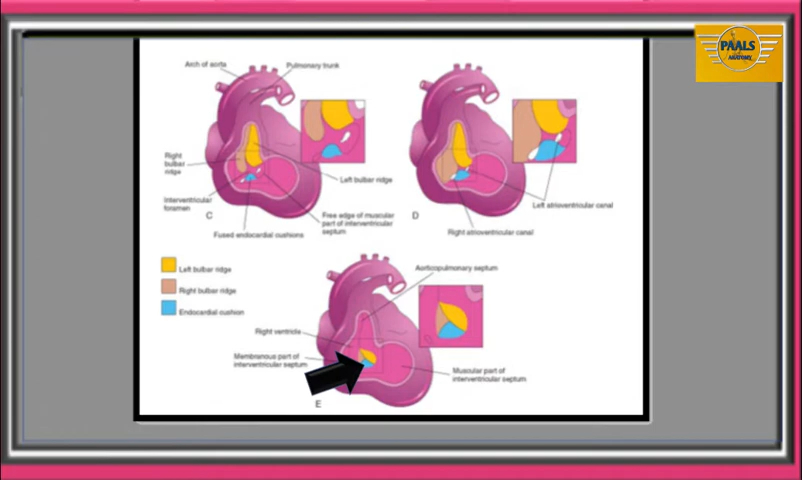 PAALS
ANATOMY
Arch of aorta
Pulmonary trunk
Right
bulbar
ridge
Left bulbar ridge
Interventricular
foramen
C
Free edge of muscular
part of interventricular
septum
Fused endocardial cushions
D
Left atrioventricular canal
Right atrioventricular canal
Left bulbar ridge
Right bulbar ridge
Endocardial cushion
Aorticopulmonary septum
Right ventricle
Membranous part of
interventricular septum
Muscular part of
interventricular septum
E